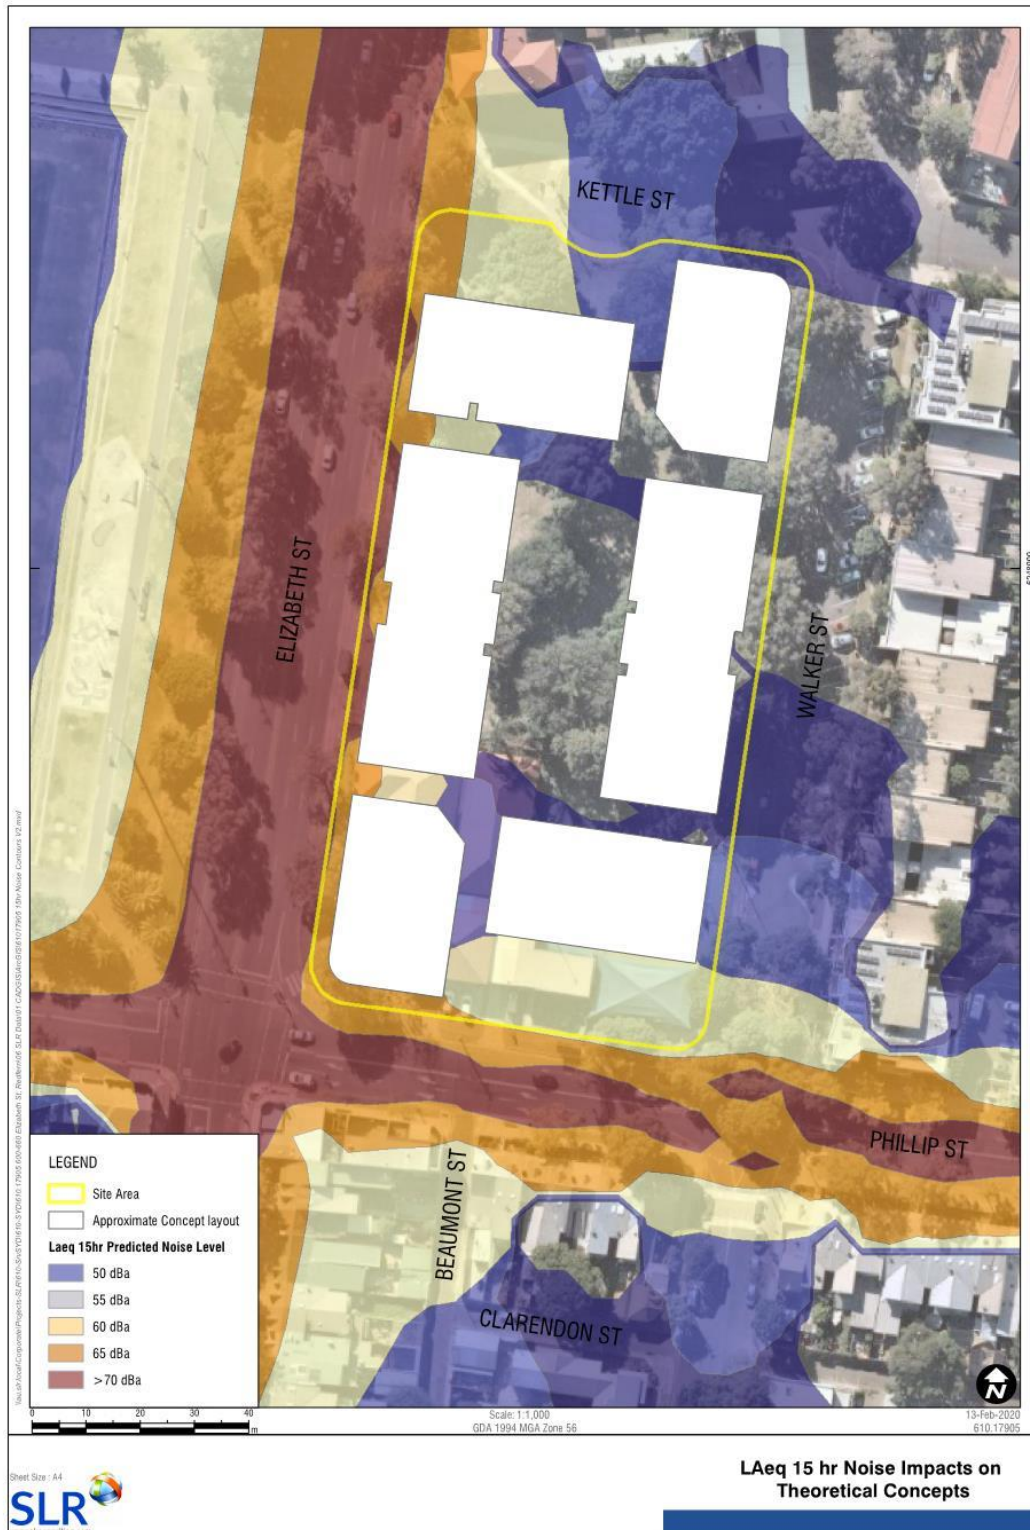 KETTLE ST
ELIZABETH ST
WALKER ST
PHILLIP ST
BEAUMONT ST
CLARENDON ST
LEGEND
Site Area
Approximate Concept layout
Laeq 15hr Predicted Noise Level
50 dBa
55 dBa
60 dBa
65 dBa
>70 dBa
N
0 10 20 30 40
m
Scale: 1:1,000
GDA 1994 MGA Zone 56
13-Feb-2020
610.17905
Sheet Size : A4
SLR
LAeq 15 hr Noise Impacts on
Theoretical Concepts